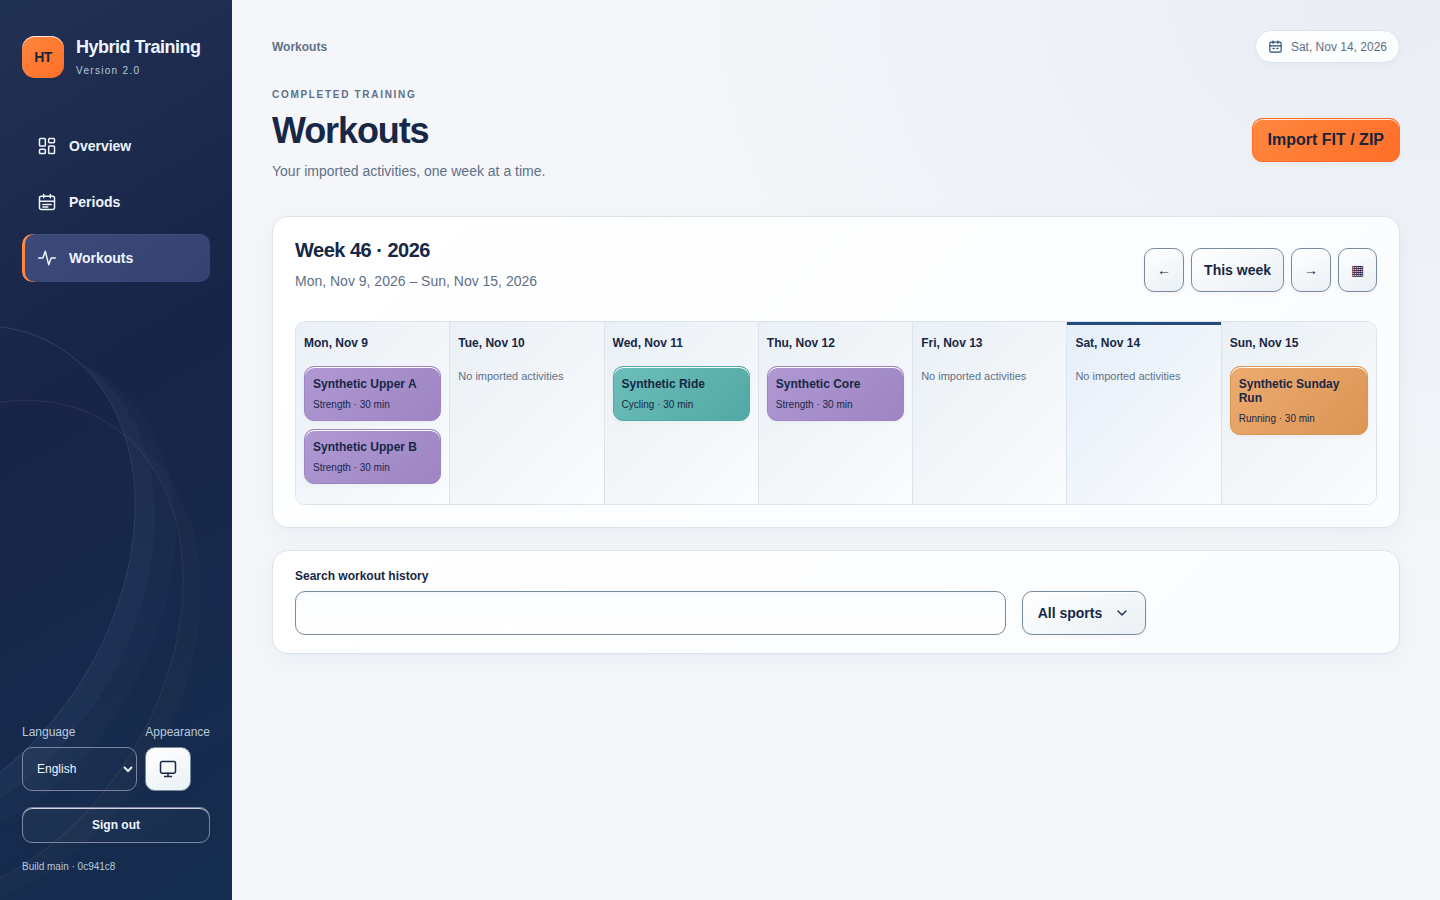 HT
Hybrid Training
Version 2.0
Overview
Periods
Workouts
Language
Appearance
English
Sign out
Build main · 0c941c8
Workouts
Sat, Nov 14, 2026
COMPLETED TRAINING
Workouts
Your imported activities, one week at a time.
Import FIT / ZIP
Week 46 · 2026
Mon, Nov 9, 2026 – Sun, Nov 15, 2026
←
This week
→
Mon, Nov 9
Synthetic Upper A
Strength · 30 min
Synthetic Upper B
Strength · 30 min
Tue, Nov 10
No imported activities
Wed, Nov 11
Synthetic Ride
Cycling · 30 min
Thu, Nov 12
Synthetic Core
Strength · 30 min
Fri, Nov 13
No imported activities
Sat, Nov 14
No imported activities
Sun, Nov 15
Synthetic Sunday
Run
Running · 30 min
Search workout history
All sports